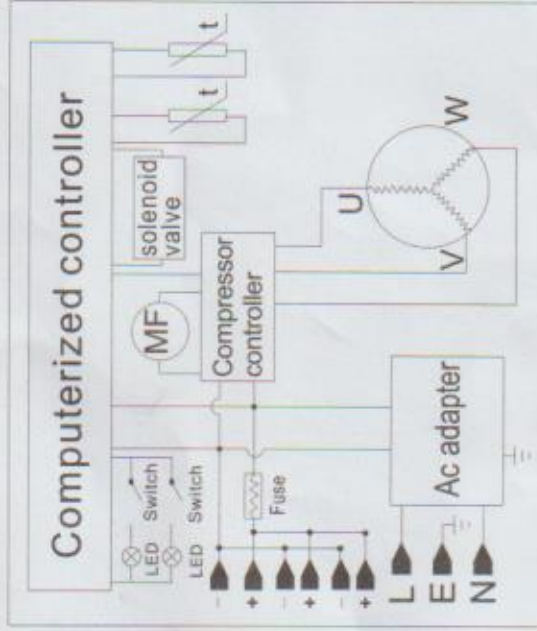 Computerized controller
t
t
solenoid
valve
MF
Compressor
controller
U
V
W
Switch
Switch
LED
LED
Fuse
−
+
−
+
−
+
Ac adapter
L
E
N